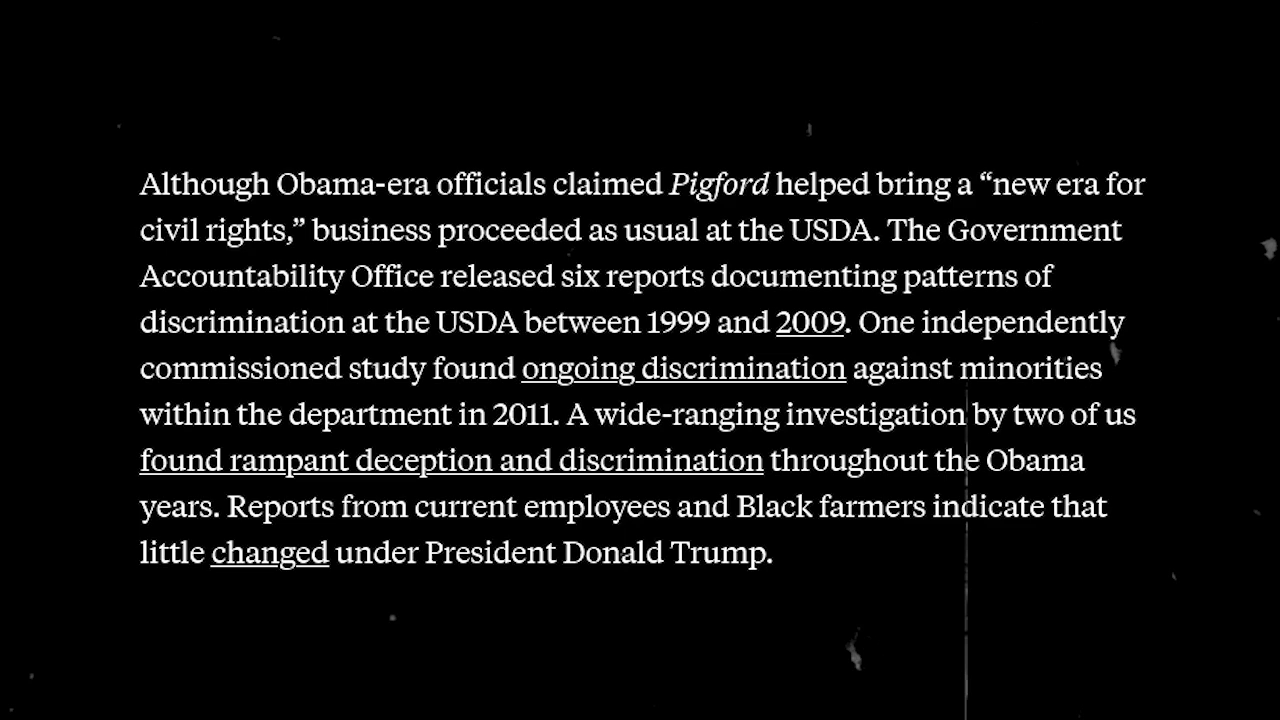 Although Obama-era officials claimed Pigford helped bring a “new era for
civil rights,” business proceeded as usual at the USDA. The Government
Accountability Office released six reports documenting patterns of
discrimination at the USDA between 1999 and 2009. One independently
commissioned study found ongoing discrimination against minorities
within the department in 2011. A wide-ranging investigation by two of us
found rampant deception and discrimination throughout the Obama
years. Reports from current employees and Black farmers indicate that
little changed under President Donald Trump.